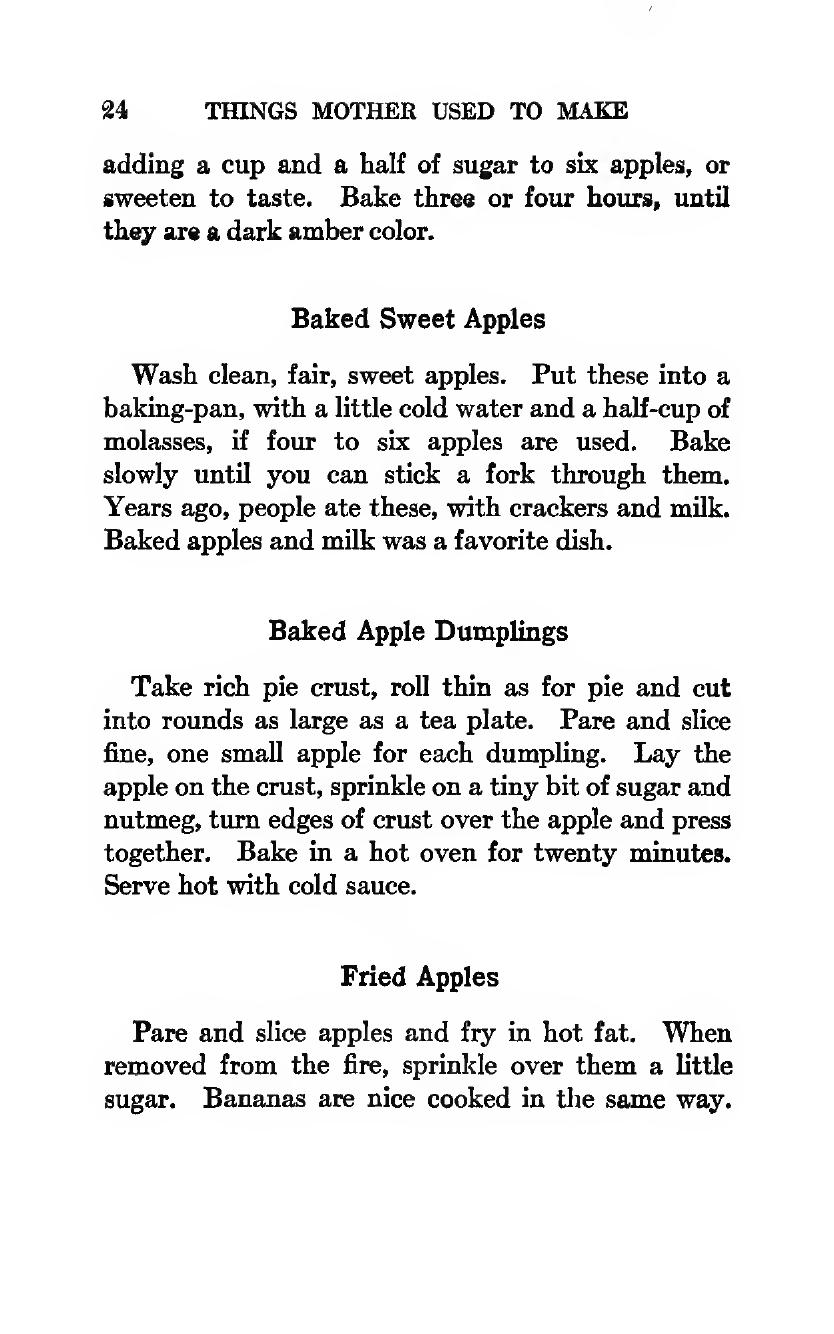 24 THINGS MOTHER USED TO MAKE
adding a cup and a half of sugar to six apples, or
sweeten to taste. Bake three or four hours, until
they are a dark amber color.
Baked Sweet Apples
Wash clean, fair, sweet apples. Put these into a
baking-pan, with a little cold water and a half-cup of
molasses, if four to six apples are used. Bake
slowly until you can stick a fork through them.
Years ago, people ate these, with crackers and milk.
Baked apples and milk was a favorite dish.
Baked Apple Dumplings
Take rich pie crust, roll thin as for pie and cut
into rounds as large as a tea plate. Pare and slice
fine, one small apple for each dumpling. Lay the
apple on the crust, sprinkle on a tiny bit of sugar and
nutmeg, turn edges of crust over the apple and press
together. Bake in a hot oven for twenty minutes.
Serve hot with cold sauce.
Fried Apples
Pare and slice apples and fry in hot fat. When
removed from the fire, sprinkle over them a little
sugar. Bananas are nice cooked in the same way.